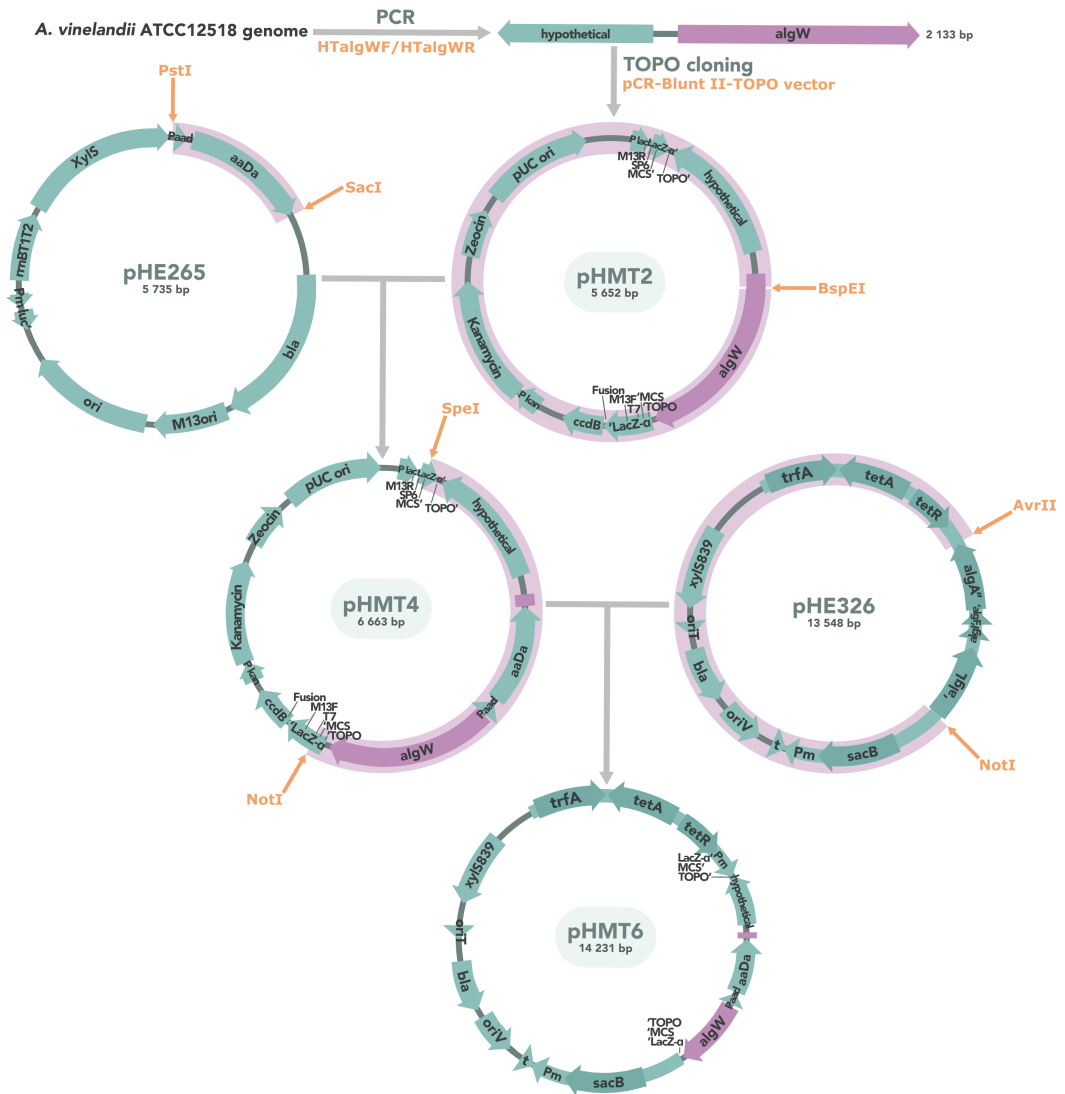 A. vinelandii ATCC12518 genome
PCR
HTalgWF/HTalgWR
hypothetical
algW
2 133 bp
TOPO cloning
pCR-Blunt II-TOPO vector
PstI
Paad
aaDa
SacI
XylS
rrnBT1T2
pHE265
5 735 bp
bla
M13ori
ori
P lac
LacZ-α'
M13R
SP6
MCS'
TOPO'
hypothetical
pUC ori
Zeocin
pHMT2
5 652 bp
BspEI
Kanamycin
algW
P kan
ccdB
Fusion
M13F
T7
'MCS
'TOPO
'LacZ-α
SpeI
P lac
LacZ-α'
M13R
SP6
MCS'
TOPO'
hypothetical
pUC ori
Zeocin
Kanamycin
pHMT4
6 663 bp
aaDa
Paad
algW
P kan
ccdB
Fusion
M13F
T7
'MCS
'TOPO
'LacZ-α
NotI
trfA
tetA
tetR
AvrII
xylS839
algA"
pHE326
13 548 bp
oriT
bla
'algL
oriV
t
Pm
sacB
NotI
trfA
tetA
tetR
Pm
LacZ-α'
MCS'
TOPO'
hypothetical
xylS839
pHMT6
14 231 bp
oriT
aaDa
Paad
bla
algW
oriV
'TOPO
'MCS
'LacZ-α
t
Pm
sacB